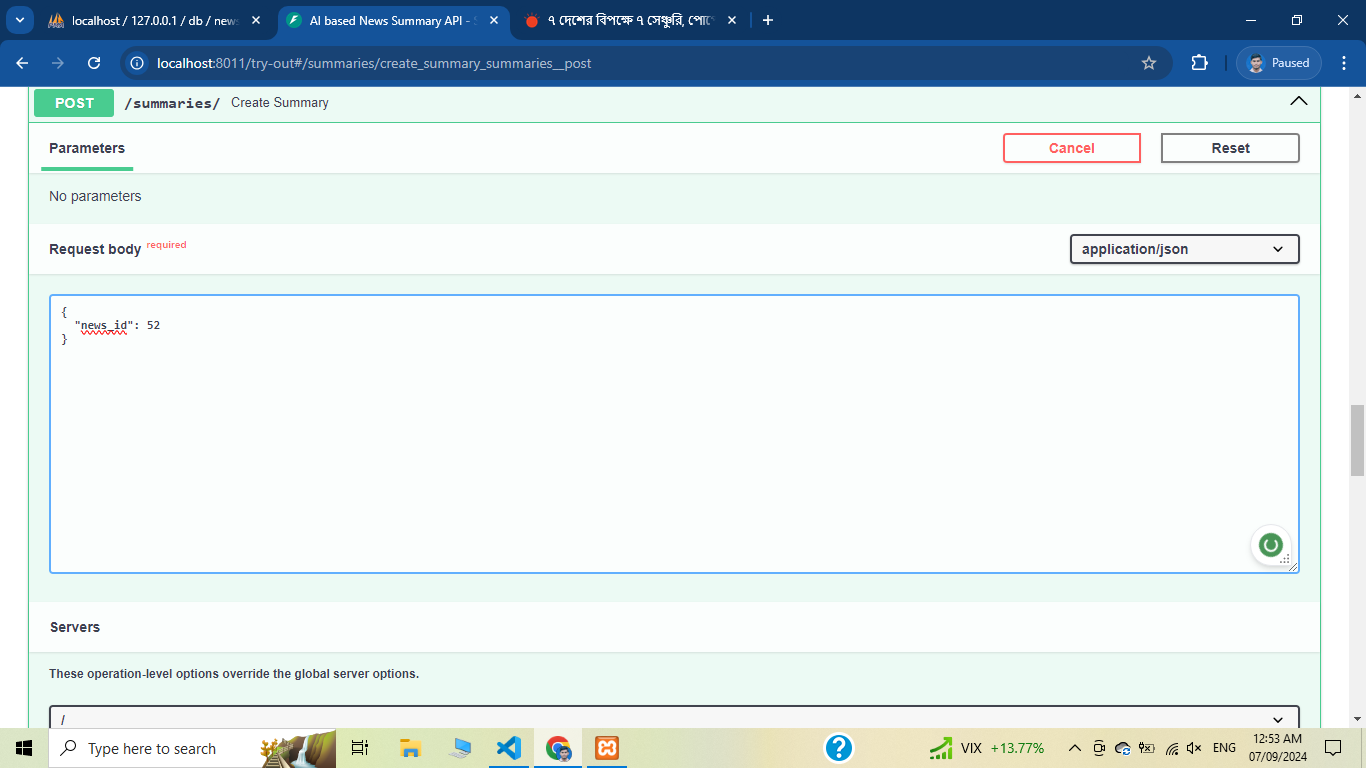 localhost / 127.0.0.1 / db / news
AI based News Summary API - S
৭ দেশের বিপক্ষে ৭ সেঞ্চুরি, পোপে
localhost:8011/try-out#/summaries/create_summary_summaries__post
Paused
POST /summaries/ Create Summary
Parameters
Cancel
Reset
No parameters
Request body required
application/json
{
"news_id": 52
}
Servers
These operation-level options override the global server options.
/
Type here to search
VIX +13.77%
ENG
12:53 AM
07/09/2024